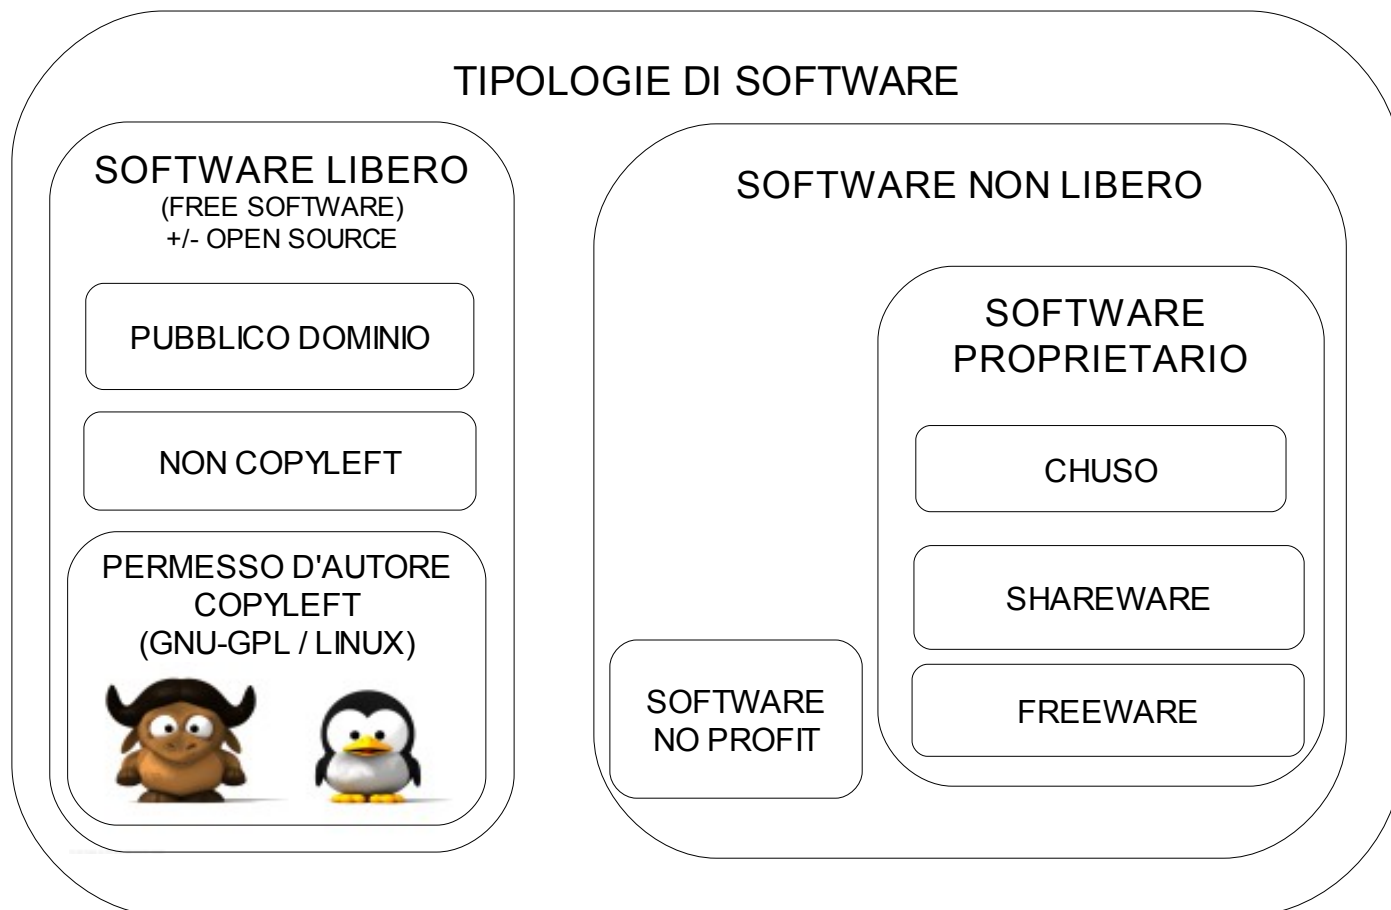 TIPOLOGIE DI SOFTWARE
SOFTWARE LIBERO
(FREE SOFTWARE)
+/- OPEN SOURCE
PUBBLICO DOMINIO
NON COPYLEFT
PERMESSO D'AUTORE
COPYLEFT
(GNU-GPL / LINUX)
SOFTWARE NON LIBERO
SOFTWARE
PROPRIETARIO
CHUSO
SHAREWARE
FREEWARE
SOFTWARE
NO PROFIT